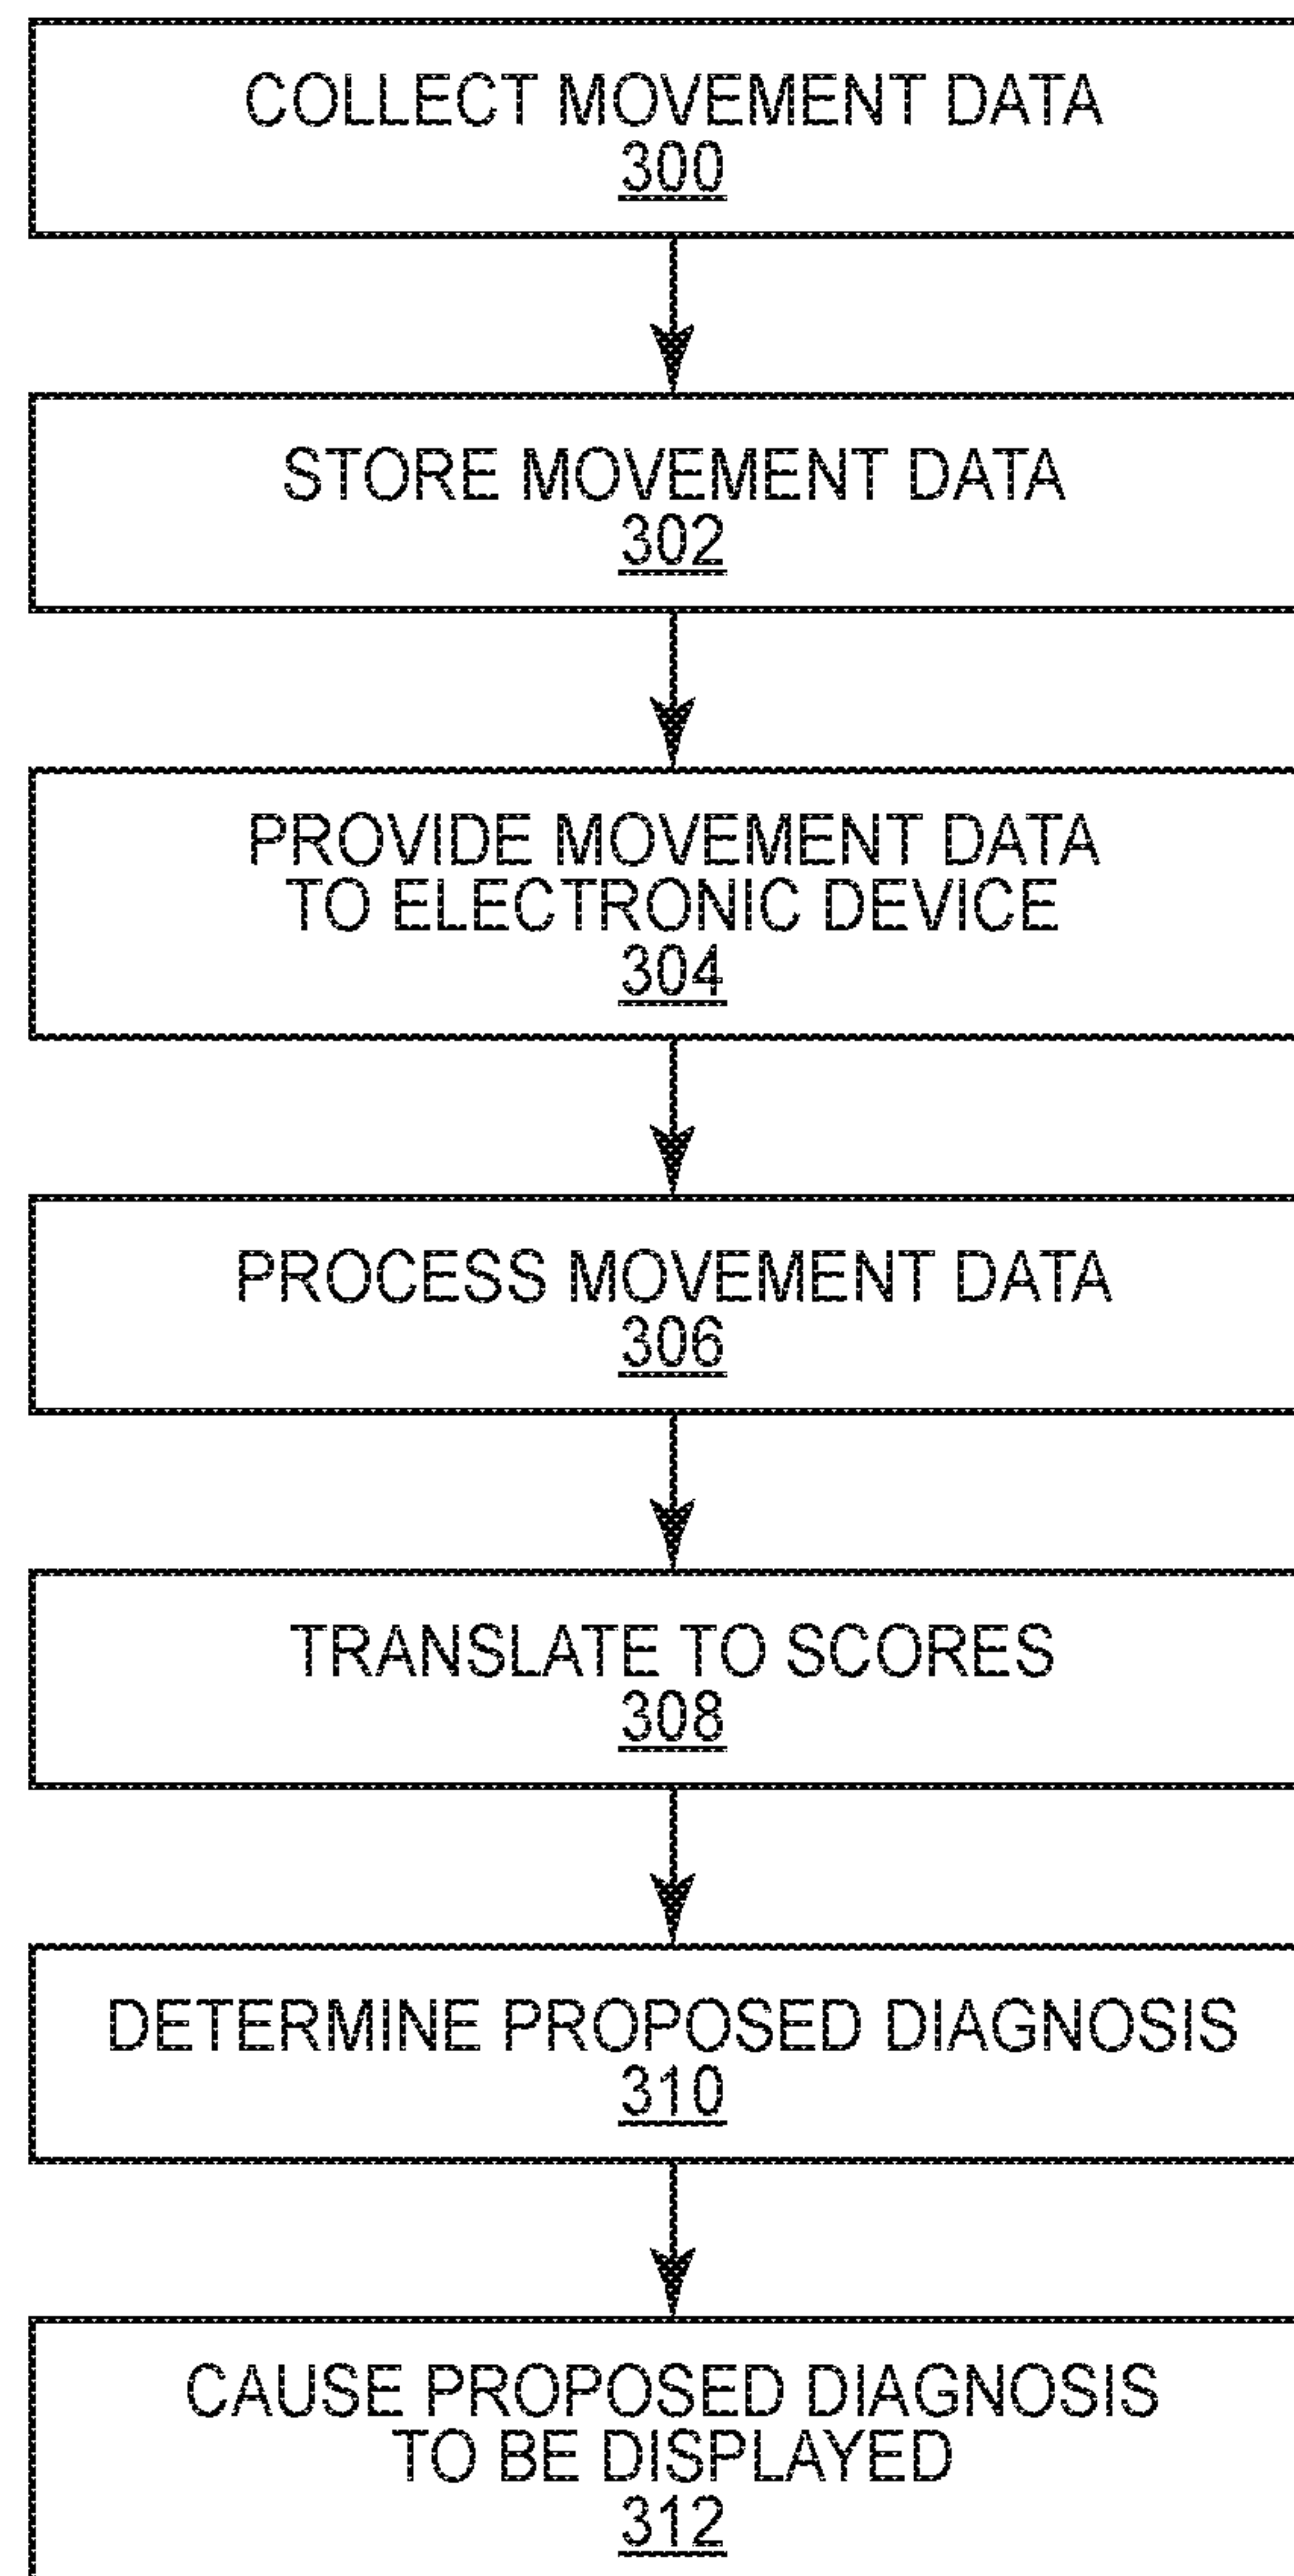 COLLECT MOVEMENT DATA
300
STORE MOVEMENT DATA
302
PROVIDE MOVEMENT DATA
TO ELECTRONIC DEVICE
304
PROCESS MOVEMENT DATA
306
TRANSLATE TO SCORES
308
DETERMINE PROPOSED DIAGNOSIS
310
CAUSE PROPOSED DIAGNOSIS
TO BE DISPLAYED
312